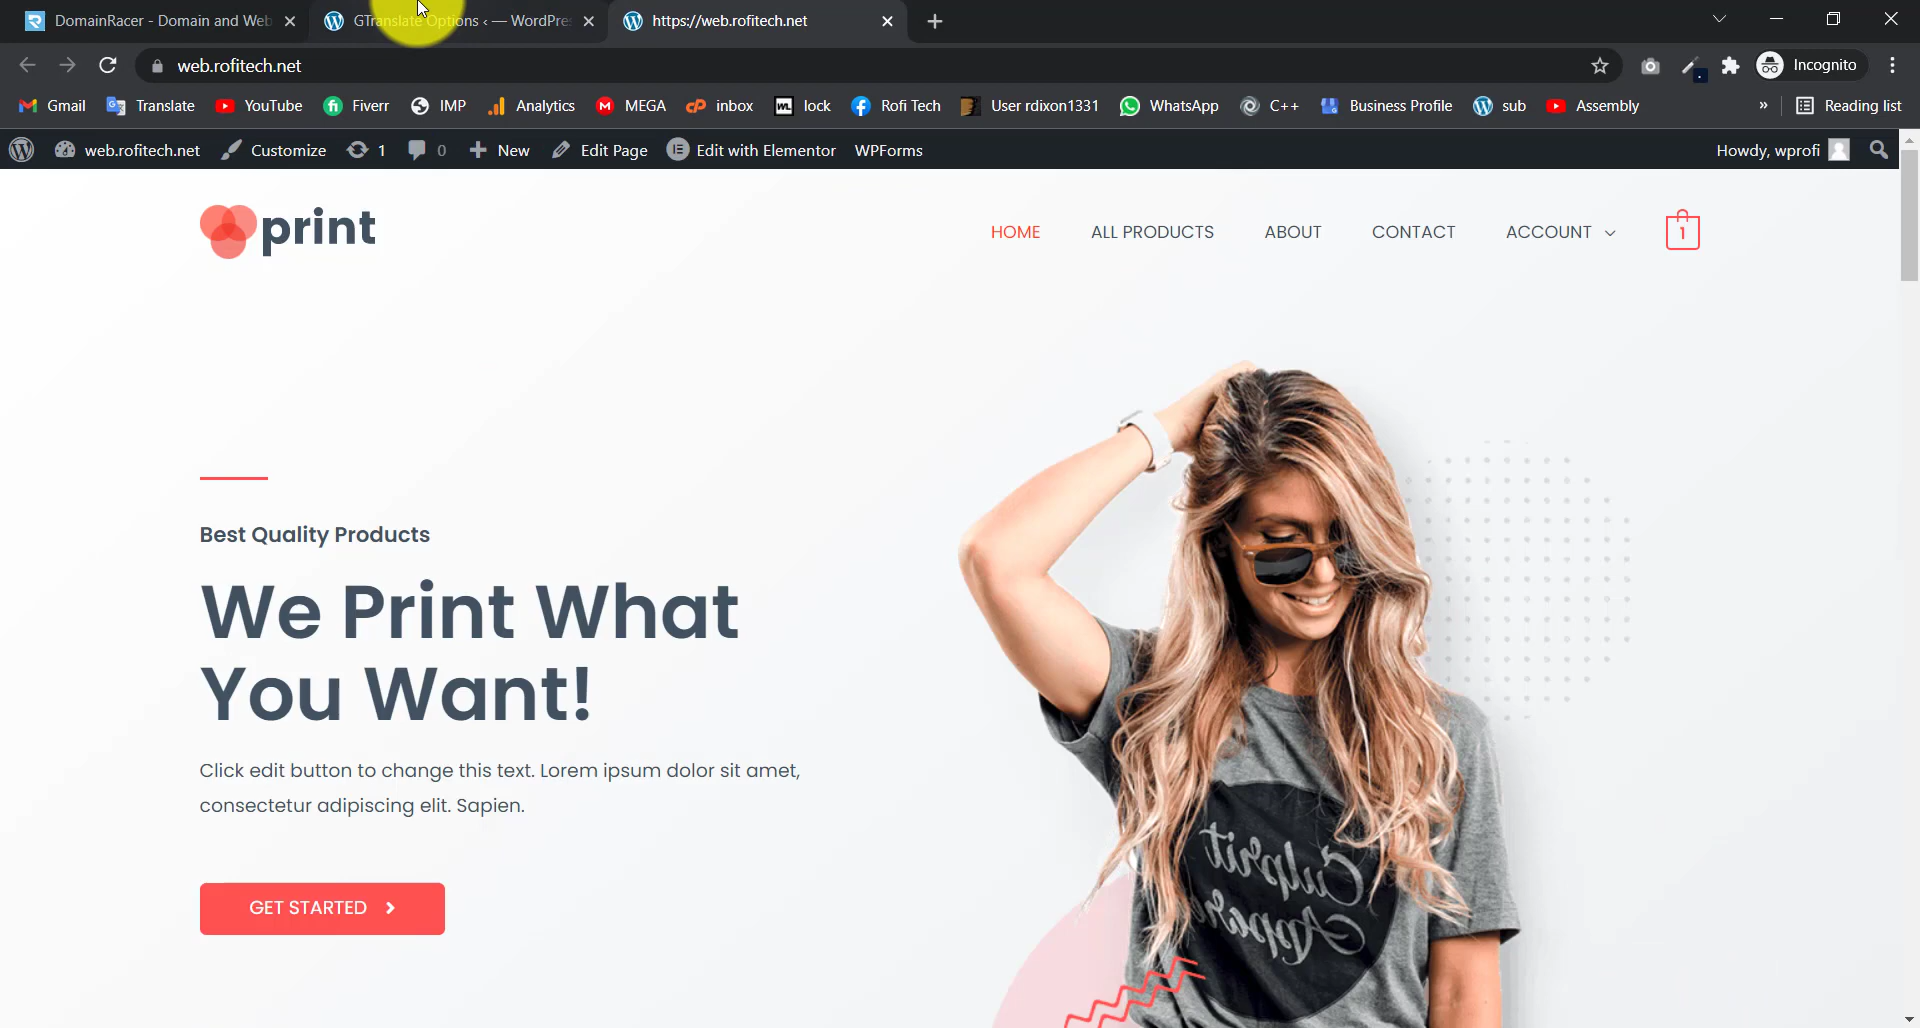 DomainRacer - Domain and Web
GTranslate Options ‹ — WordPres
https://web.rofitech.net
web.rofitech.net
Incognito
Gmail
Translate
YouTube
Fiverr
IMP
Analytics
MEGA
inbox
lock
Rofi Tech
User rdixon1331
WhatsApp
C++
Business Profile
sub
Assembly
»
Reading list
web.rofitech.net
Customize
1
0
New
Edit Page
Edit with Elementor
WPForms
Howdy, wprofi
print
HOME
ALL PRODUCTS
ABOUT
CONTACT
ACCOUNT
1
Best Quality Products
We Print What
You Want!
Click edit button to change this text. Lorem ipsum dolor sit amet,
consectetur adipiscing elit. Sapien.
GET STARTED
Culprit